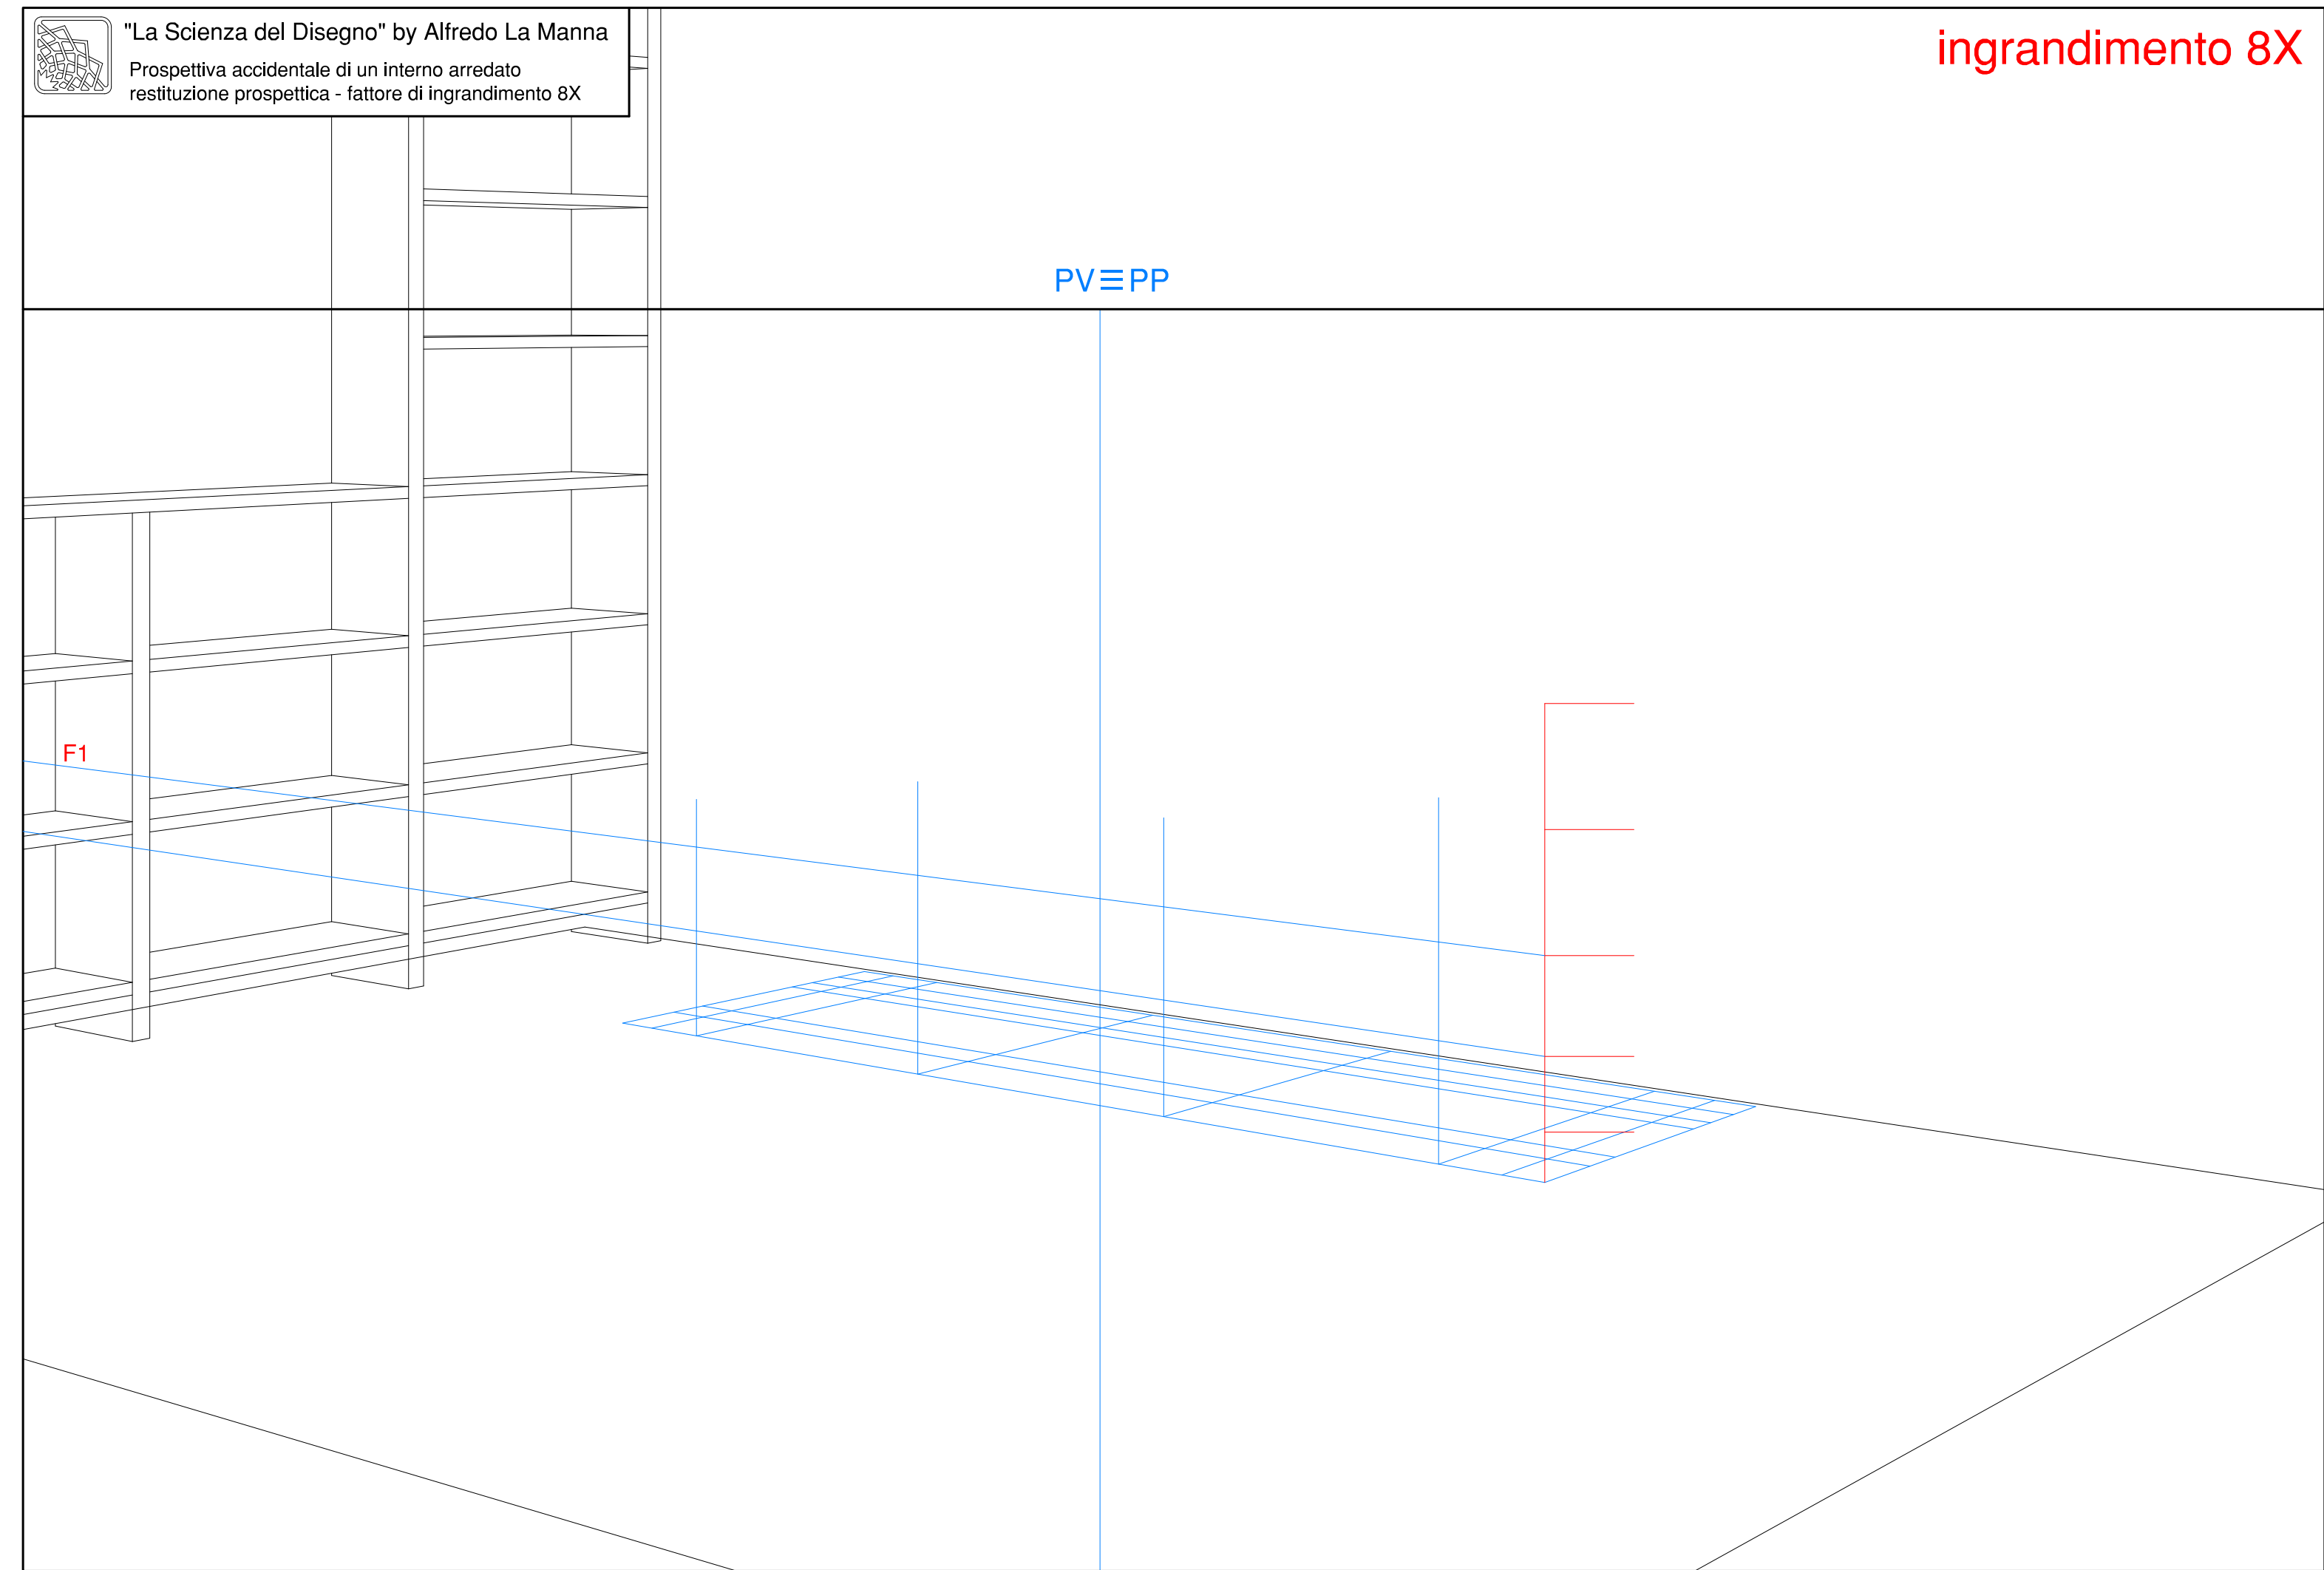 "La Scienza del Disegno" by Alfredo La Manna
Prospettiva accidentale di un interno arredato
restituzione prospettica - fattore di ingrandimento 8X
ingrandimento 8X
PV≡PP
F1